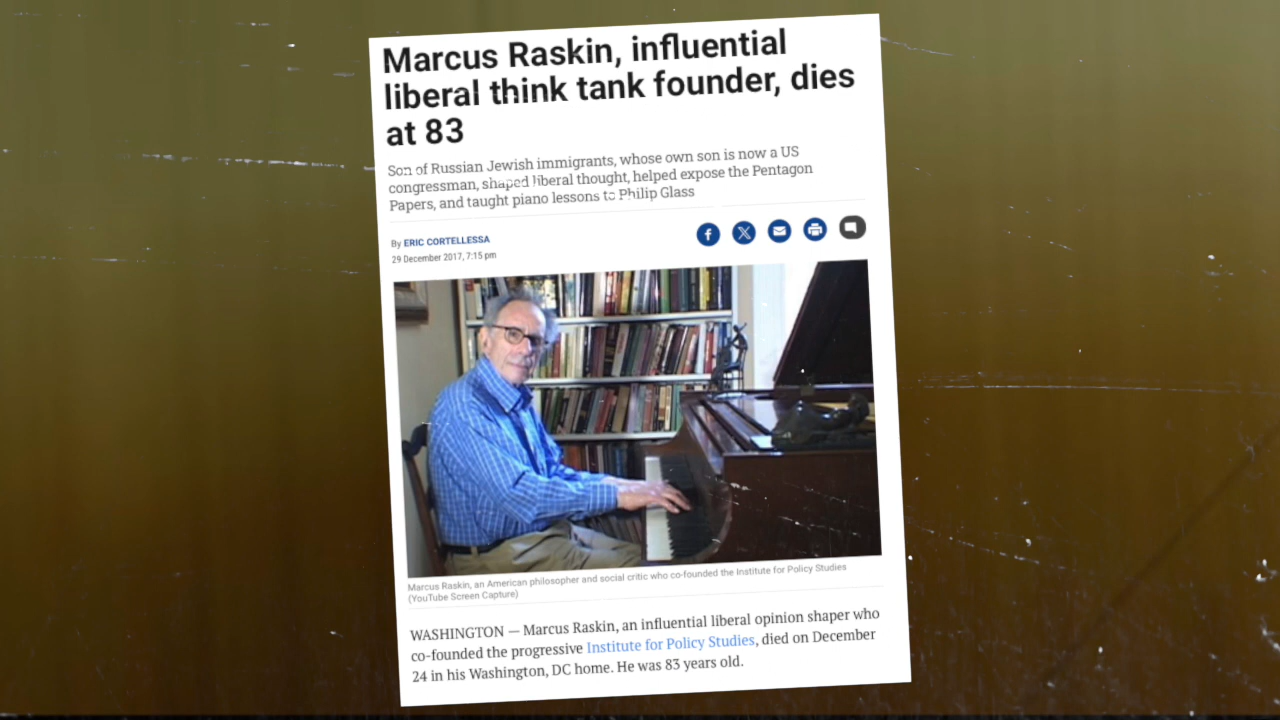 Marcus Raskin, influential
liberal think tank founder, dies
at 83
Son of Russian Jewish immigrants, whose own son is now a US
congressman, shaped liberal thought, helped expose the Pentagon
Papers, and taught piano lessons to Philip Glass
By ERIC CORTELLESSA
29 December 2017, 7:15 pm
Marcus Raskin, an American philosopher and social critic who co-founded the Institute for Policy Studies
(YouTube Screen Capture)
WASHINGTON — Marcus Raskin, an influential liberal opinion shaper who
co-founded the progressive Institute for Policy Studies, died on December
24 in his Washington, DC home. He was 83 years old.